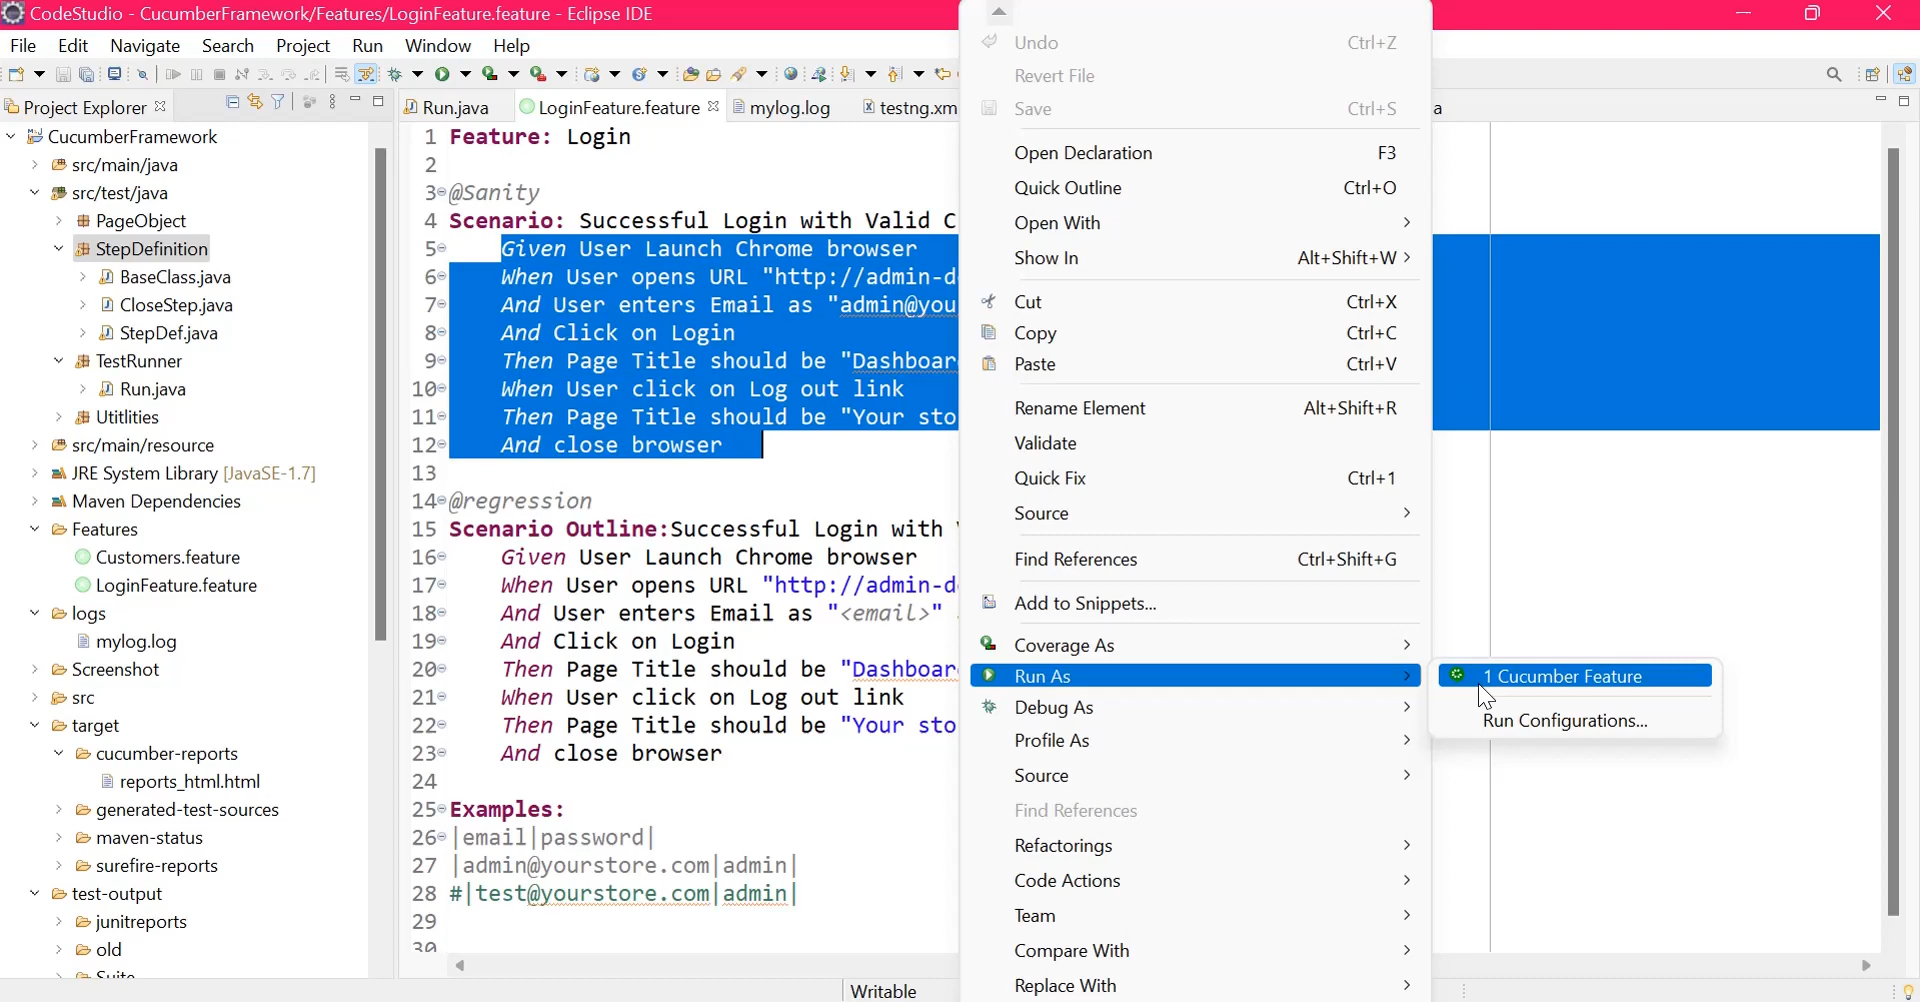 CodeStudio - CucumberFramework/Features/LoginFeature.feature - Eclipse IDE
File Edit Navigate Search Project Run Window Help
Project Explorer
CucumberFramework
src/main/java
src/test/java
PageObject
StepDefinition
BaseClass.java
CloseStep.java
StepDef.java
TestRunner
Run.java
Utitlities
src/main/resource
JRE System Library [JavaSE-1.7]
Maven Dependencies
Features
Customers.feature
LoginFeature.feature
logs
mylog.log
Screenshot
src
target
cucumber-reports
reports_html.html
generated-test-sources
maven-status
surefire-reports
test-output
junitreports
old
Suite
Run.java LoginFeature.feature mylog.log testng.xm a
1 Feature: Login
2
3 @Sanity
4 Scenario: Successful Login with Valid C
5 Given User Launch Chrome browser
6 When User opens URL "http://admin-d
7 And User enters Email as "admin@you
8 And Click on Login
9 Then Page Title should be "Dashboar
10 When User click on Log out link
11 Then Page Title should be "Your sto
12 And close browser
13
14 @regression
15 Scenario Outline:Successful Login with
16 Given User Launch Chrome browser
17 When User opens URL "http://admin-d
18 And User enters Email as "<email>"
19 And Click on Login
20 Then Page Title should be "Dashboar
21 When User click on Log out link
22 Then Page Title should be "Your sto
23 And close browser
24
25 Examples:
26 |email|password|
27 |admin@yourstore.com|admin|
28 #|test@yourstore.com|admin|
29
30
Undo Ctrl+Z
Revert File
Save Ctrl+S
Open Declaration F3
Quick Outline Ctrl+O
Open With
Show In Alt+Shift+W
Cut Ctrl+X
Copy Ctrl+C
Paste Ctrl+V
Rename Element Alt+Shift+R
Validate
Quick Fix Ctrl+1
Source
Find References Ctrl+Shift+G
Add to Snippets...
Coverage As
Run As
Debug As
Profile As
Source
Find References
Refactorings
Code Actions
Team
Compare With
Replace With
1 Cucumber Feature
Run Configurations...
Writable